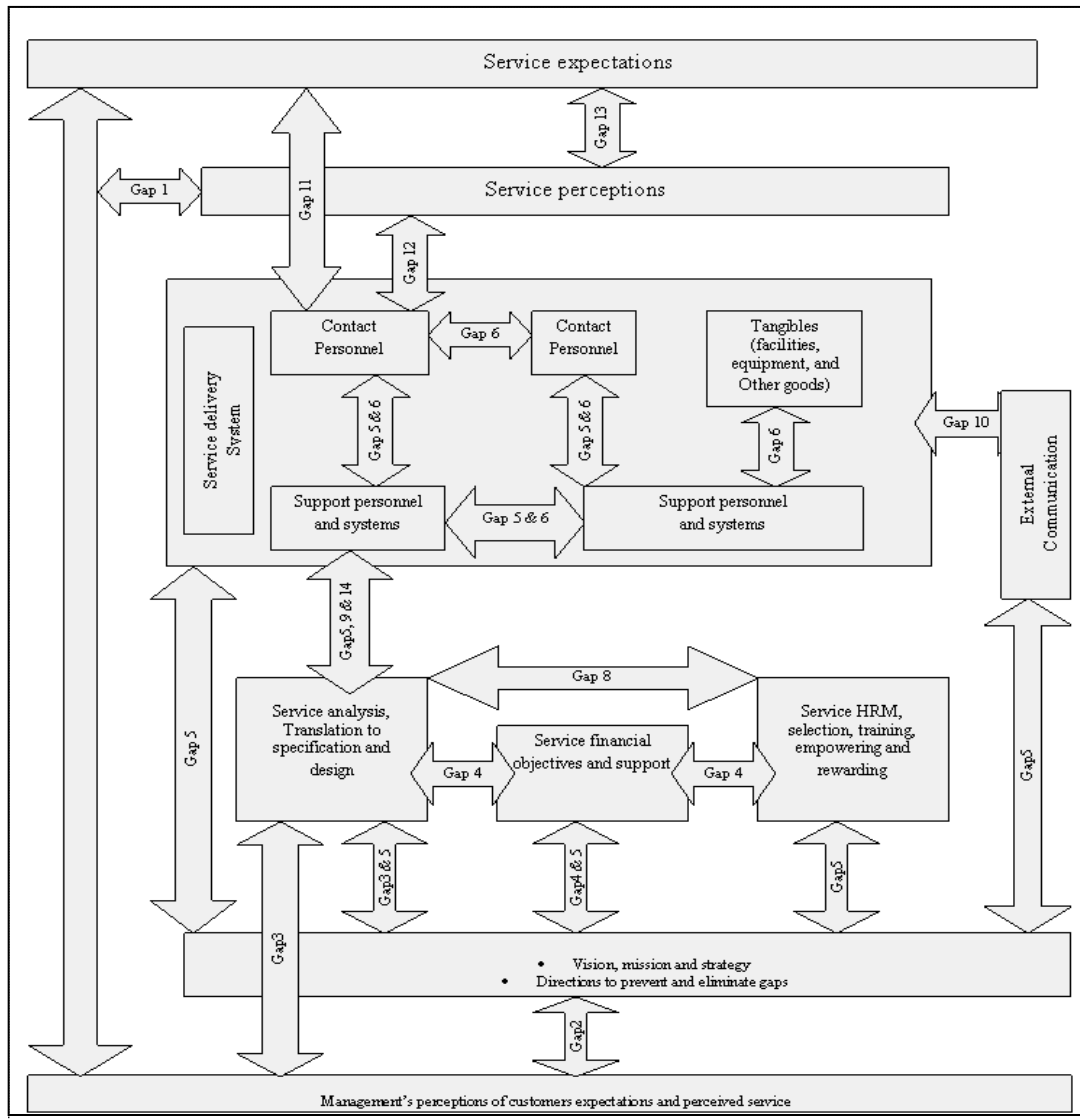 Service expectations
Gap 13
Gap 1
Service perceptions
Gap 11
Gap 12
Service delivery
System
Contact
Personnel
Gap 6
Contact
Personnel
Tangibles
(facilities,
equipment, and
Other goods)
Gap 5 & 6
Gap 5 & 6
Gap 6
Gap 10
External
Communication
Support personnel
and systems
Gap 5 & 6
Support personnel
and systems
Gap5, 9 & 14
Gap 8
Gap 5
Service analysis,
Translation to
specification and
design
Gap 4
Service financial
objectives and support
Gap 4
Service HRM,
selection, training,
empowering and
rewarding
Gap5
Gap3 & 5
Gap4 & 5
Gap5
Gap3
• Vision, mission and strategy
• Directions to prevent and eliminate gaps
Gap2
Management's perceptions of customers expectations and perceived service